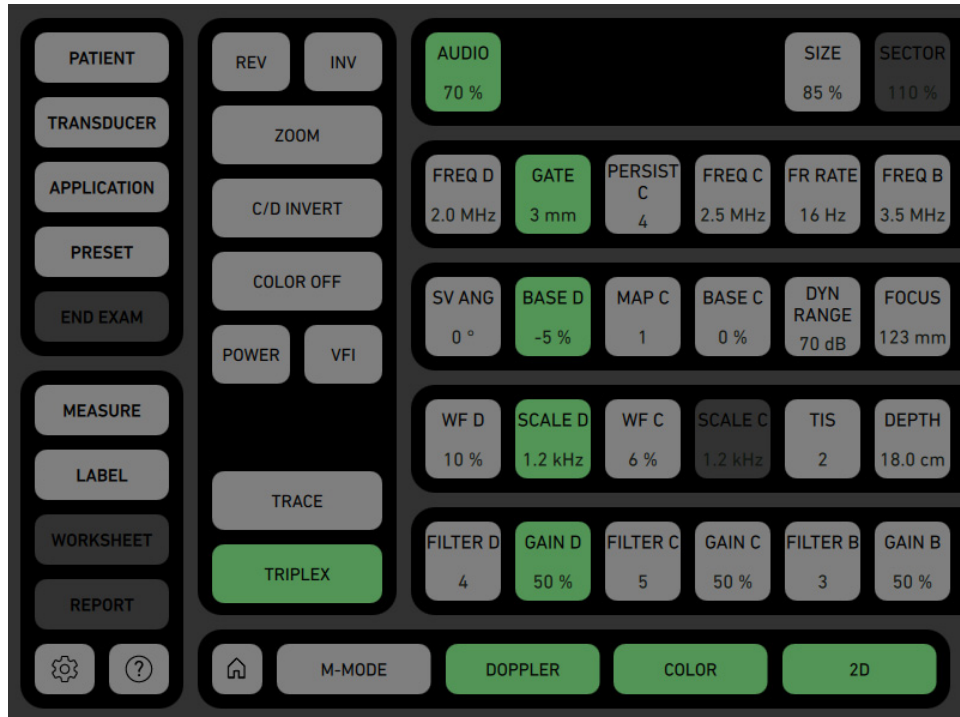 PATIENT
TRANSDUCER
APPLICATION
PRESET
END EXAM
MEASURE
LABEL
WORKSHEET
REPORT
?
REV INV
ZOOM
C/D INVERT
COLOR OFF
POWER VFI
TRACE
TRIPLEX
AUDIO SIZE SECTOR
70 % 85 % 110 %
FREQ D GATE PERSIST C FREQ C FR RATE FREQ B
2.0 MHz 3 mm 4 2.5 MHz 16 Hz 3.5 MHz
SV ANG BASE D MAP C BASE C DYN RANGE FOCUS
0 ° -5 % 1 0 % 70 dB 123 mm
WF D SCALE D WF C SCALE C TIS DEPTH
10 % 1.2 kHz 6 % 1.2 kHz 2 18.0 cm
FILTER D GAIN D FILTER C GAIN C FILTER B GAIN B
4 50 % 5 50 % 3 50 %
M-MODE DOPPLER COLOR 2D